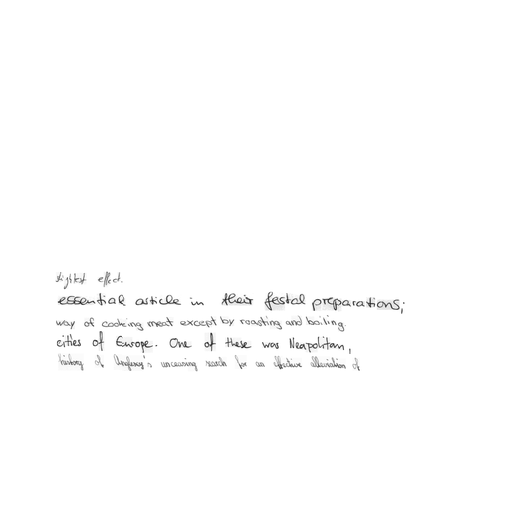 slightest effect.
essential article in their festal preparations;
way of cooking meat except by roasting and boiling
cities of Europe. One of these was Neapolitan,
history of unceasing search for an effective alleviation of